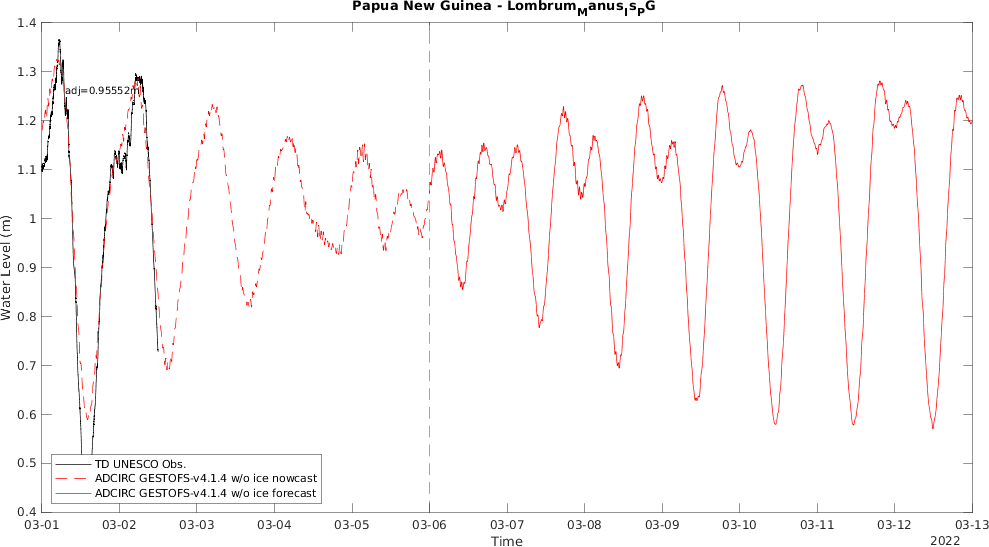 Papua New Guinea - LombrumManusIsPG
1.4
1.3
1.2
1.1
1
0.9
0.8
0.7
0.6
0.5
0.4
Water Level (m)
adj=0.95552m
TD UNESCO Obs.
ADCIRC GESTOFS-v4.1.4 w/o ice nowcast
ADCIRC GESTOFS-v4.1.4 w/o ice forecast
03-01 03-02 03-03 03-04 03-05 03-06 03-07 03-08 03-09 03-10 03-11 03-12 03-13
Time
2022